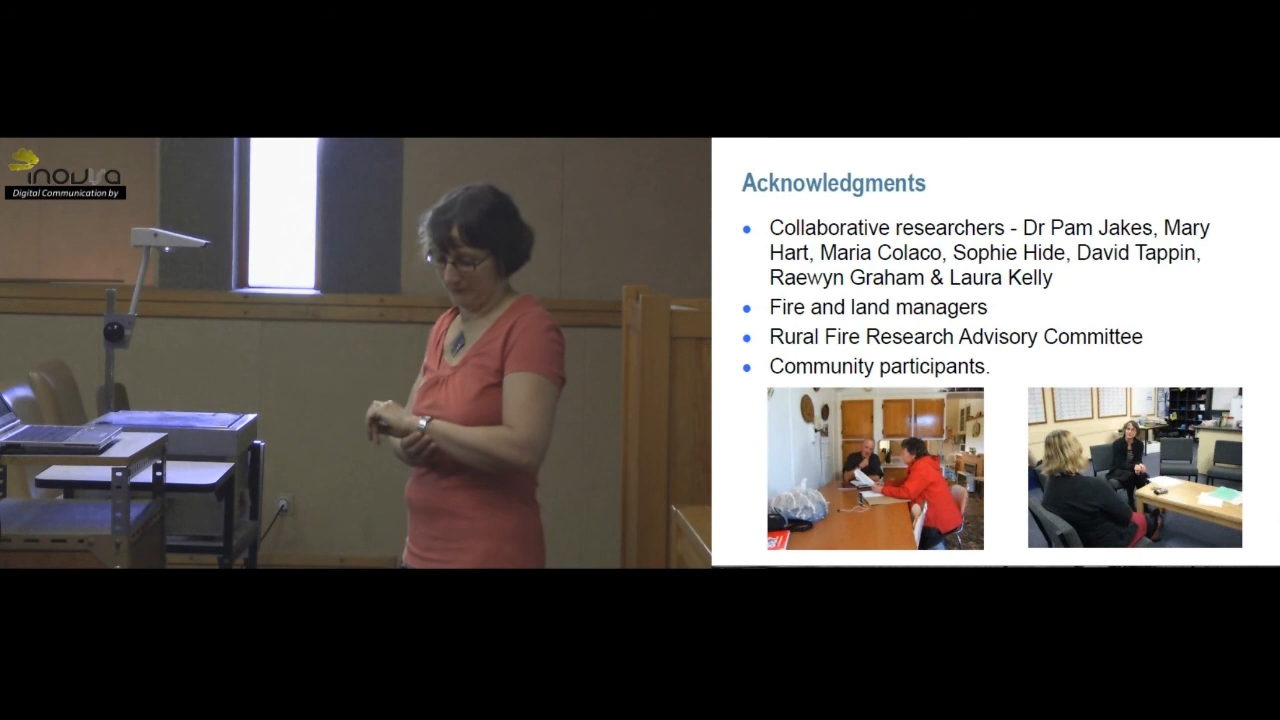 inovia
Digital Communication by
Acknowledgments
Collaborative researchers - Dr Pam Jakes, Mary
Hart, Maria Colaco, Sophie Hide, David Tappin,
Raewyn Graham & Laura Kelly
Fire and land managers
Rural Fire Research Advisory Committee
Community participants.